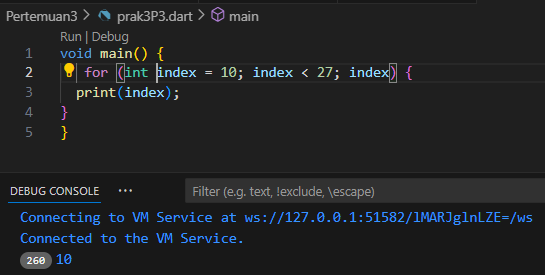 Pertemuan3 > prak3P3.dart > main
Run | Debug
1 void main() {
2 for (int index = 10; index < 27; index) {
3 print(index);
4 }
5 }
DEBUG CONSOLE ... Filter (e.g. text, !exclude, \escape)
Connecting to VM Service at ws://127.0.0.1:51582/lMARJglnLZE=/ws
Connected to the VM Service.
260 10